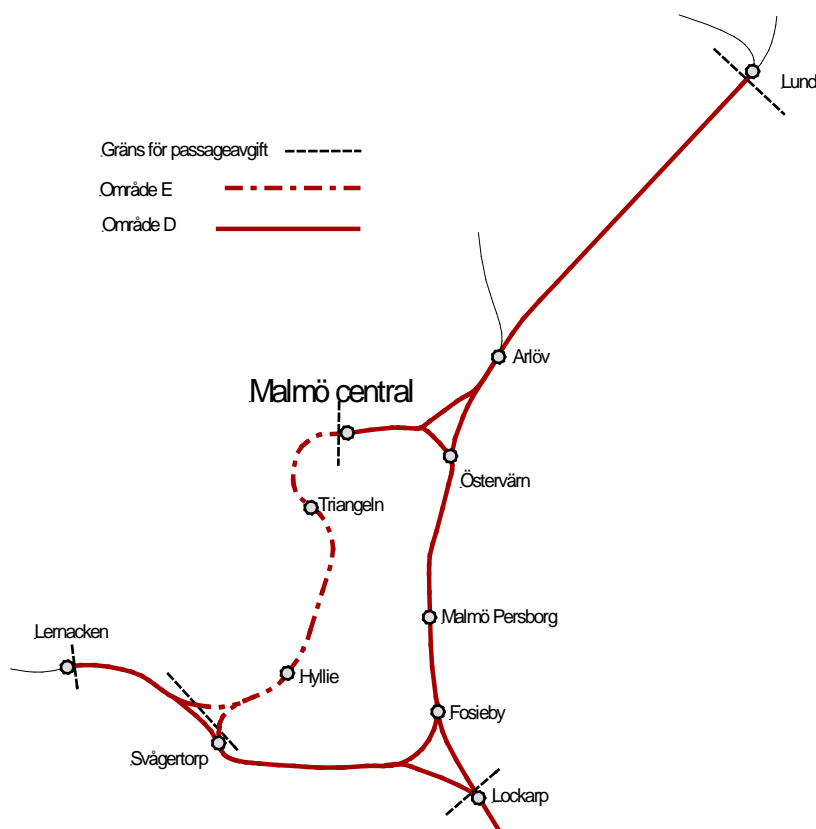 Lund
Gräns för passageavgift
Område E
Område D
Arlöv
Malmö central
Östervärn
Triangeln
Malmö Persborg
Lernacken
Hyllie
Fosieby
Svågertorp
Lockarp